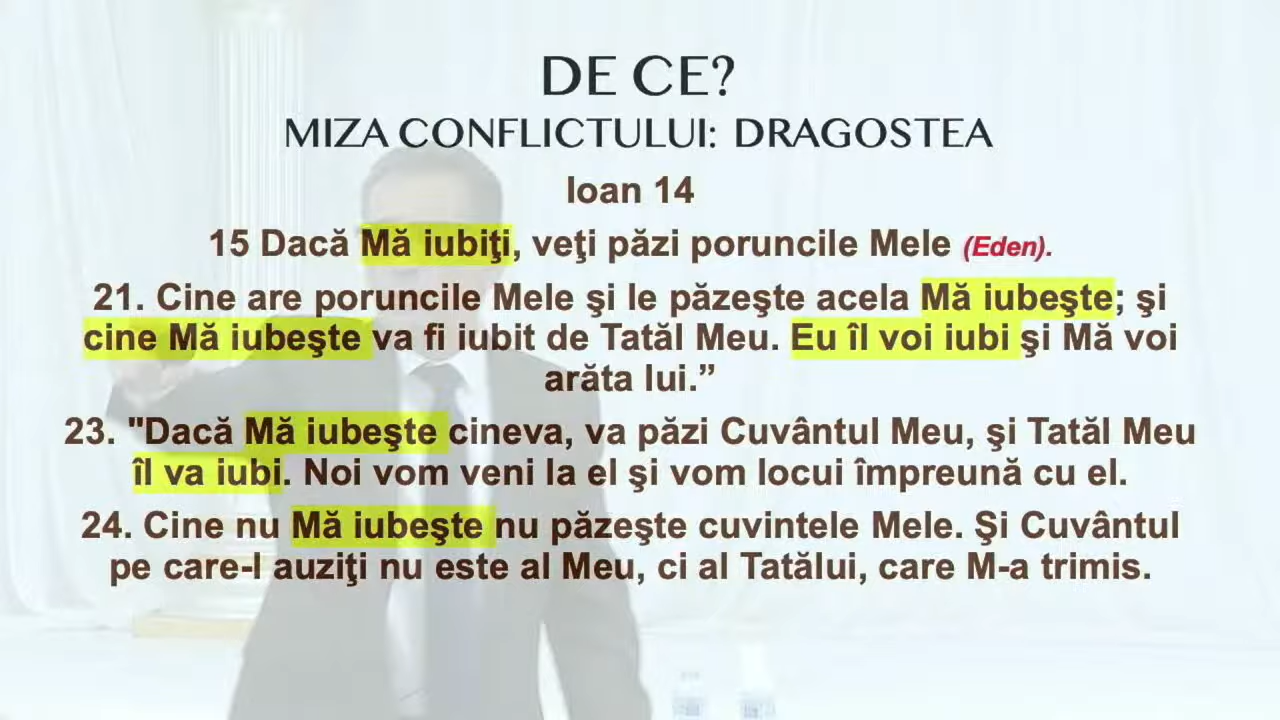 DE CE?
MIZA CONFLICTULUI: DRAGOSTEA
Ioan 14
15 Dacă Mă iubiţi, veţi păzi poruncile Mele (Eden).
21. Cine are poruncile Mele şi le păzeşte acela Mă iubeşte; şi
cine Mă iubeşte va fi iubit de Tatăl Meu. Eu îl voi iubi şi Mă voi
arăta lui.”
23. "Dacă Mă iubeşte cineva, va păzi Cuvântul Meu, şi Tatăl Meu
îl va iubi. Noi vom veni la el şi vom locui împreună cu el.
24. Cine nu Mă iubeşte nu păzeşte cuvintele Mele. Şi Cuvântul
pe care-l auziţi nu este al Meu, ci al Tatălui, care M-a trimis.